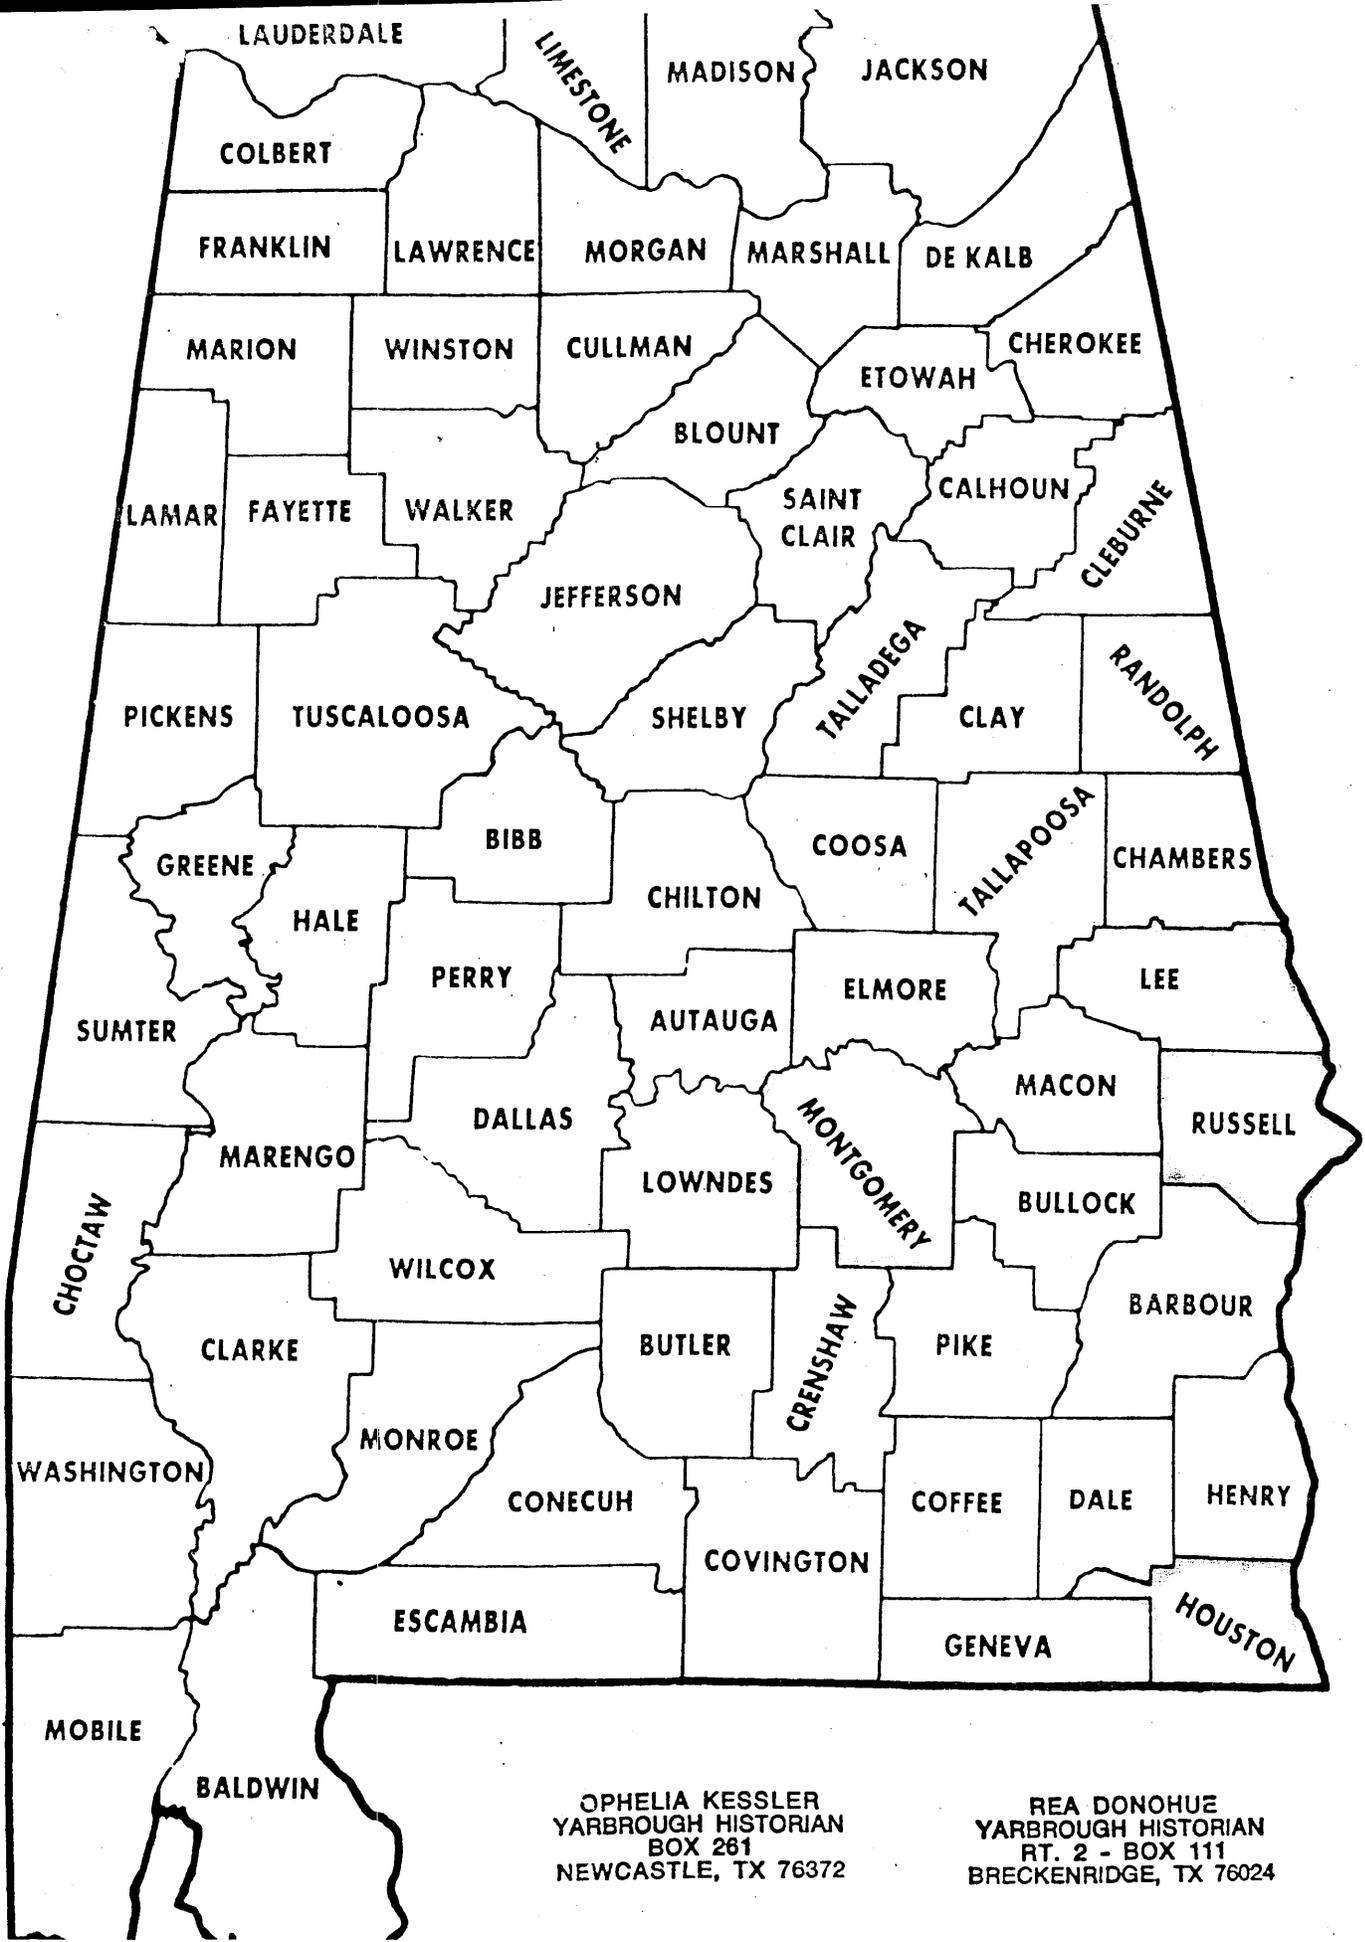 LAUDERDALE
LIMESTONE
MADISON
JACKSON
COLBERT
FRANKLIN
LAWRENCE
MORGAN
MARSHALL
DE KALB
MARION
WINSTON
CULLMAN
CHEROKEE
ETOWAH
BLOUNT
LAMAR
FAYETTE
WALKER
SAINT
CLAIR
CALHOUN
CLEBURNE
JEFFERSON
PICKENS
TUSCALOOSA
SHELBY
TALLADEGA
CLAY
RANDOLPH
GREENE
HALE
BIBB
CHILTON
COOSA
TALLAPOOSA
CHAMBERS
SUMTER
PERRY
AUTAUGA
ELMORE
LEE
MARENGO
DALLAS
LOWNDES
MONTGOMERY
MACON
RUSSELL
BULLOCK
CHOCTAW
WILCOX
CLARKE
BUTLER
CRENSHAW
PIKE
BARBOUR
WASHINGTON
MONROE
CONECUH
COVINGTON
COFFEE
DALE
HENRY
ESCAMBIA
GENEVA
HOUSTON
MOBILE
BALDWIN
OPHELIA KESSLER
YARBROUGH HISTORIAN
BOX 261
NEWCASTLE, TX 76372
REA DONOHUE
YARBROUGH HISTORIAN
RT. 2 - BOX 111
BRECKENRIDGE, TX 76024